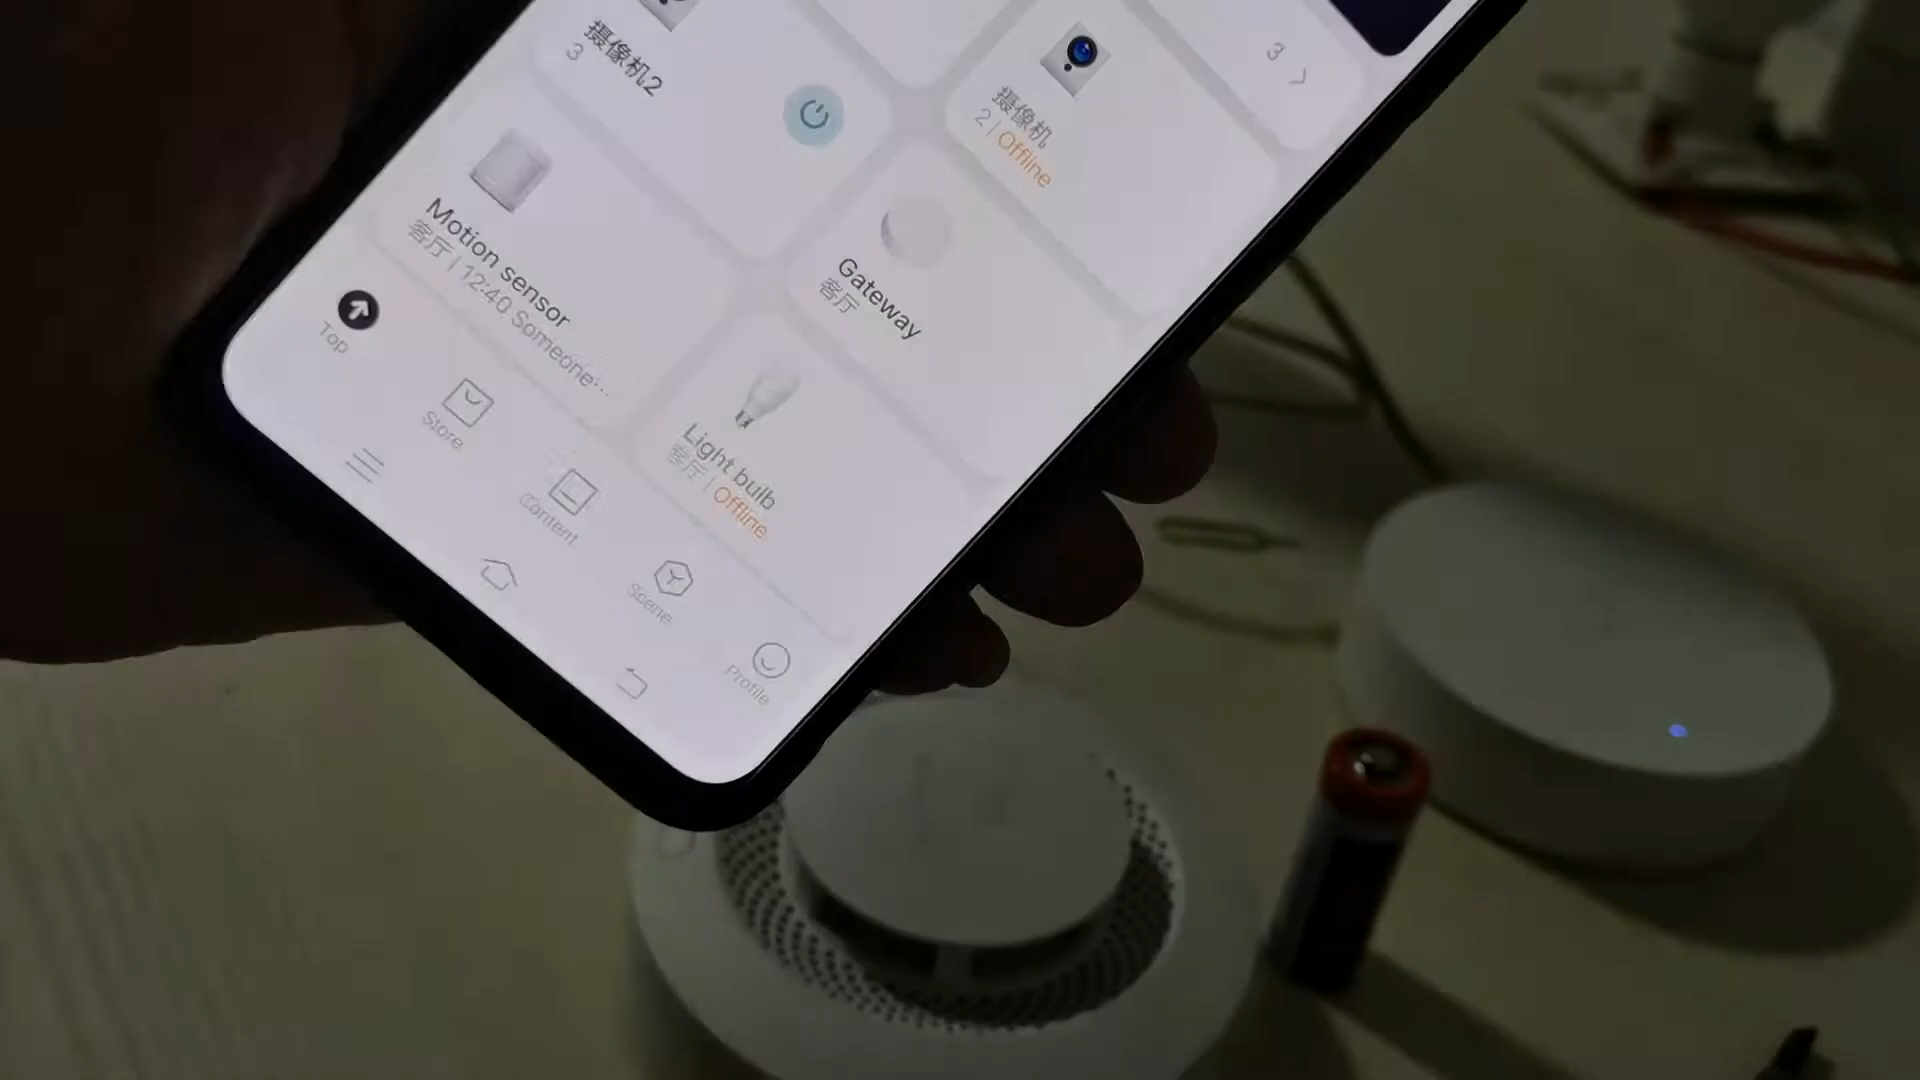 摄像机2
3
3
摄像机
2 | Offline
Motion sensor
客厅 | 12:40 Someone...
Gateway
客厅
Light bulb
客厅 | Offline
Top
Store
Content
Scene
Profile